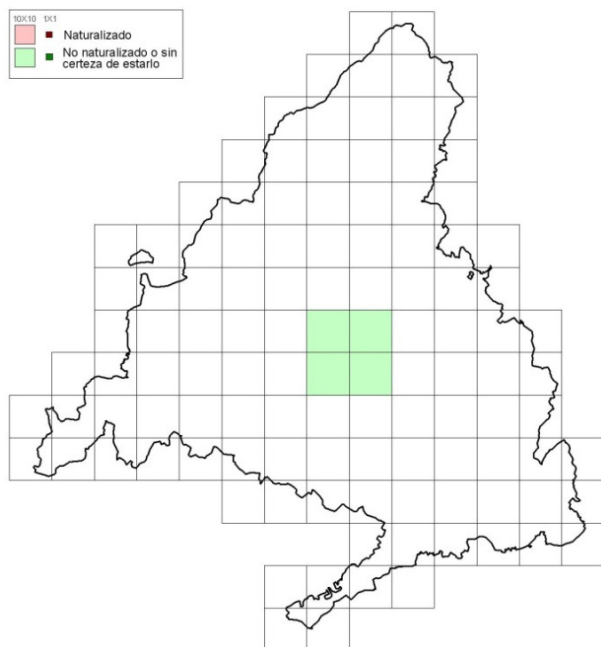 10X10 1X1
Naturalizado
No naturalizado o sin
certeza de estarlo